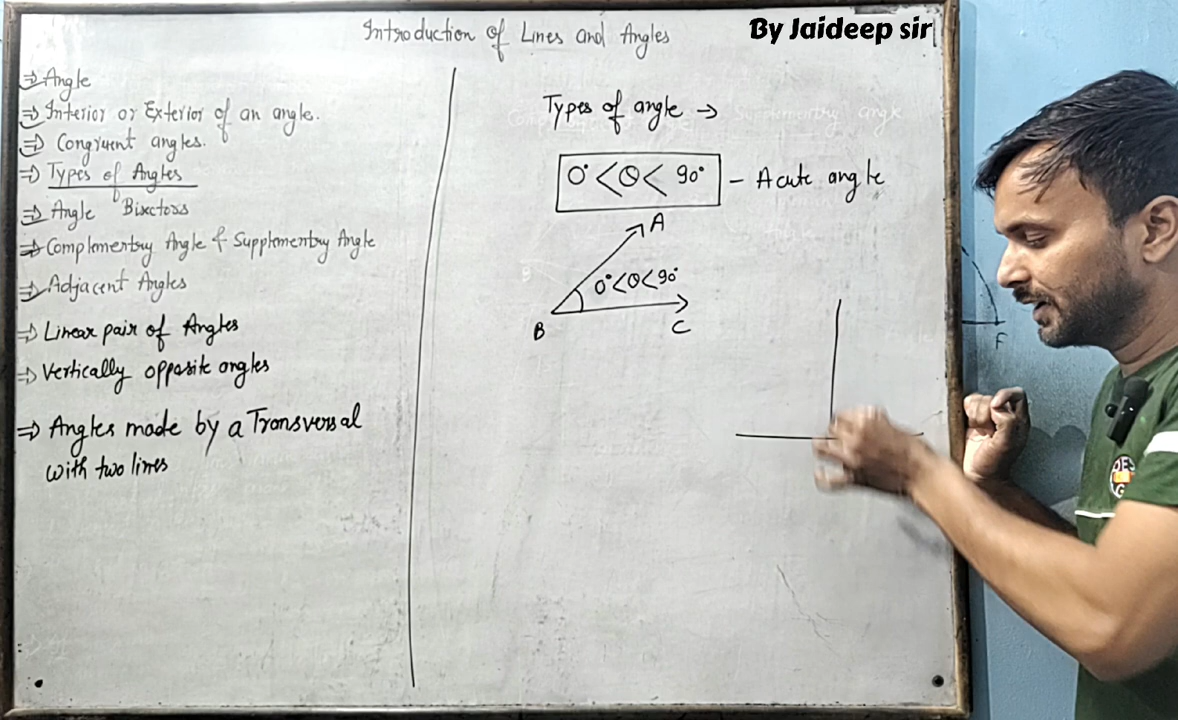 Introduction of Lines and Angles
By Jaideep sir
⇒ Angle
⇒ Interior or Exterior of an angle.
⇒ Congruent angles.
⇒ Types of Angles
⇒ Angle Bisectors
⇒ Complementry Angle & Supplementry Angle
⇒ Adjacent Angles
⇒ Linear pair of Angles
⇒ Vertically opposite angles
⇒ Angles made by a Transversal
with two lines
Types of angle →
0° < θ < 90° - Acute angle
A
0° < θ < 90°
B
C
F